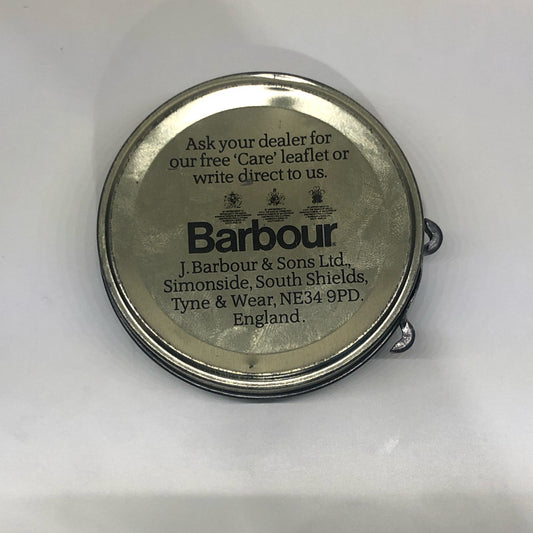 Ask your dealer for
our free ‘Care’ leaflet or
write direct to us.
Barbour
J. Barbour & Sons Ltd.,
Simonside, South Shields,
Tyne & Wear, NE34 9PD.
England.